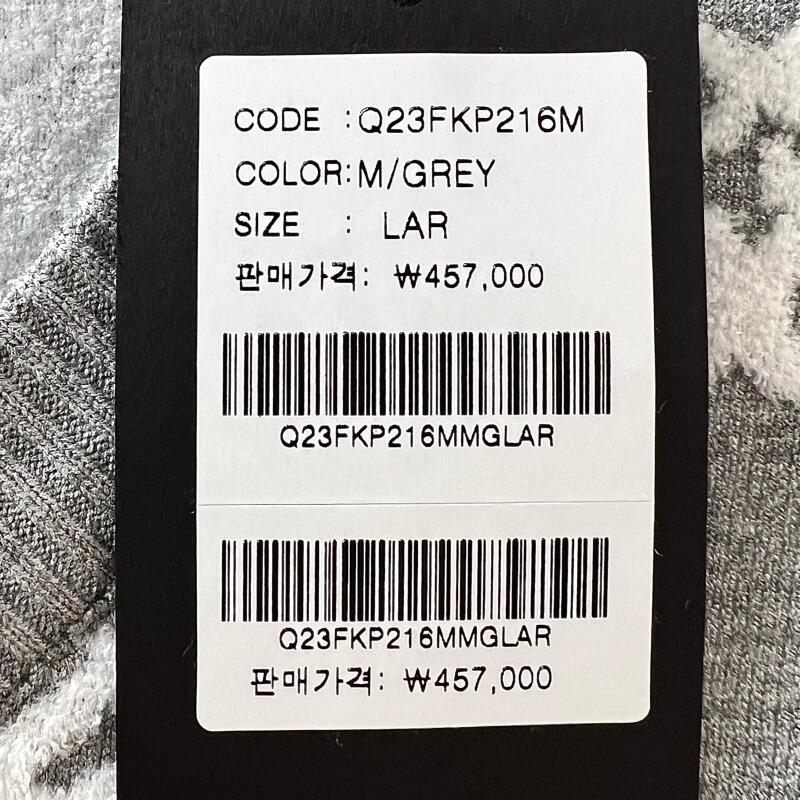 CODE :Q23FKP216M
COLOR:M/GREY
SIZE : LAR
판매가격: ₩457,000
Q23FKP216MMGLAR
Q23FKP216MMGLAR
판매가격: ₩457,000